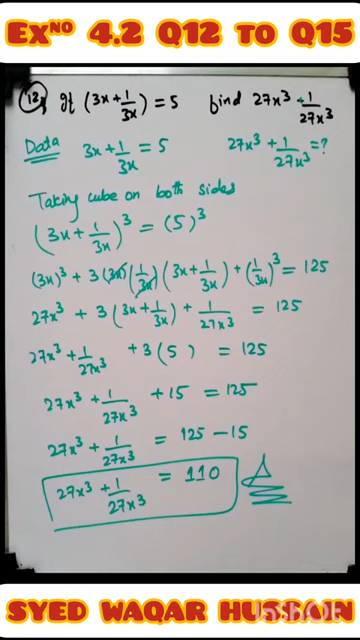 Exᴺᴼ 4.2 Q12 TO Q15
(12) If (3x+1/3x) = 5 find 27x³ + 1/27x³
Data 3x+1/3x = 5 27x³ + 1/27x³ = ?
Taking cube on both sides
(3x + 1/3x)³ = (5)³
(3x)³ + 3(3x)(1/3x)(3x+1/3x) + (1/3x)³ = 125
27x³ + 3(3x+1/3x) + 1/27x³ = 125
27x³ + 1/27x³ + 3(5) = 125
27x³ + 1/27x³ + 15 = 125
27x³ + 1/27x³ = 125 - 15
27x³ + 1/27x³ = 110
SYED WAQAR HUSSAIN